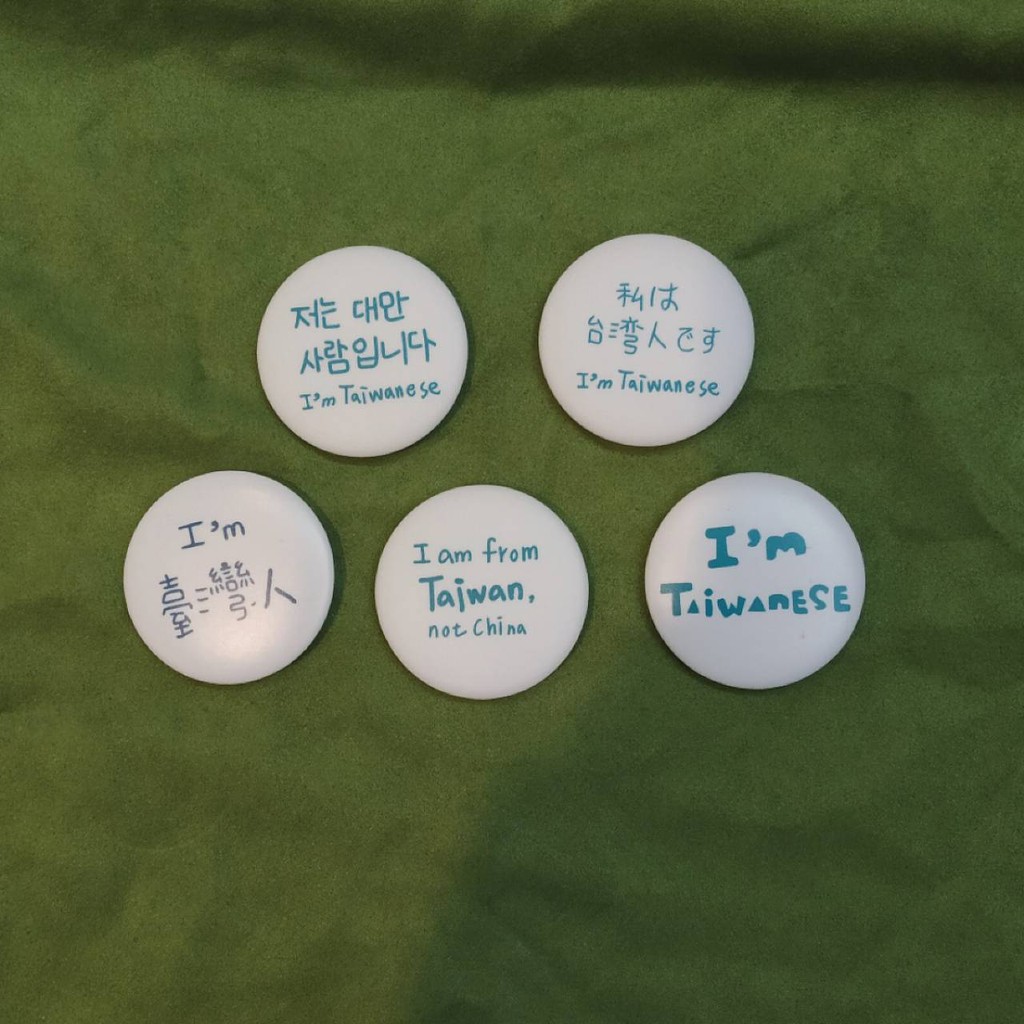 저는 대만
사람입니다
I'm Taiwanese
私は
台湾人です
I'm Taiwanese
I'm
臺灣人
I am from
Taiwan,
not China
I'm
TAiWANESE